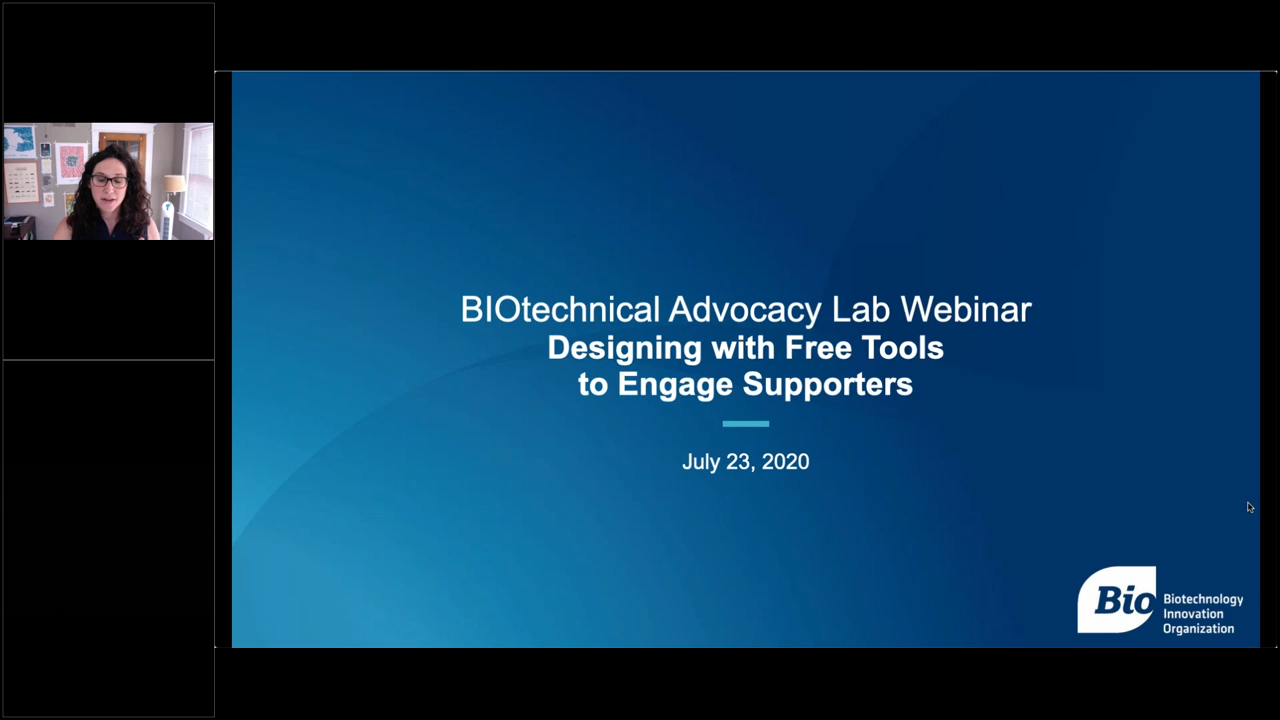 BIOtechnical Advocacy Lab Webinar
Designing with Free Tools
to Engage Supporters
July 23, 2020
Bio
Biotechnology
Innovation
Organization